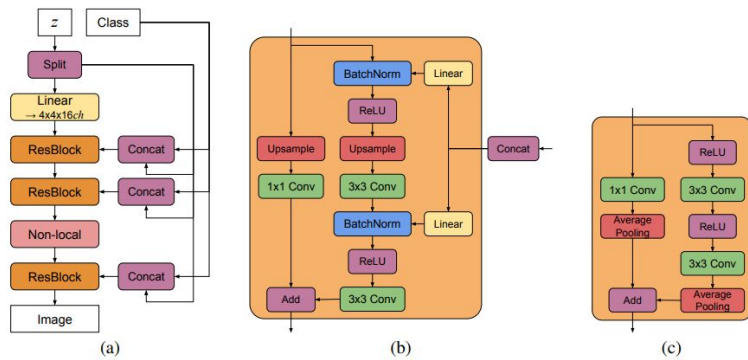 z
Class
Split
Linear
→ 4x4x16ch
ResBlock
Concat
ResBlock
Concat
Non-local
ResBlock
Concat
Image
(a)
BatchNorm
Linear
ReLU
Upsample
Upsample
Concat
1x1 Conv
3x3 Conv
BatchNorm
Linear
ReLU
Add
3x3 Conv
(b)
ReLU
1x1 Conv
3x3 Conv
Average
Pooling
ReLU
3x3 Conv
Add
Average
Pooling
(c)